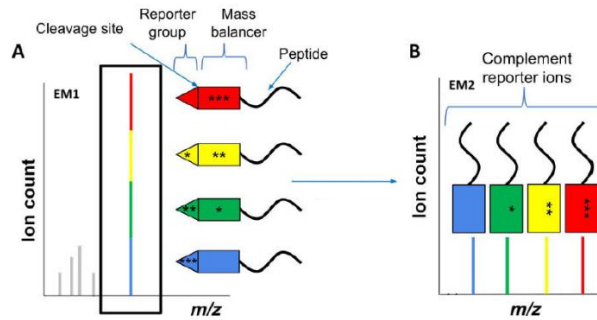 Reporter
group
Mass
balancer
Cleavage site
Peptide
A
EM1
***
*
**
**
*
***
Ion count
m/z
B
EM2
Complement
reporter ions
*
**
***
Ion count
m/z